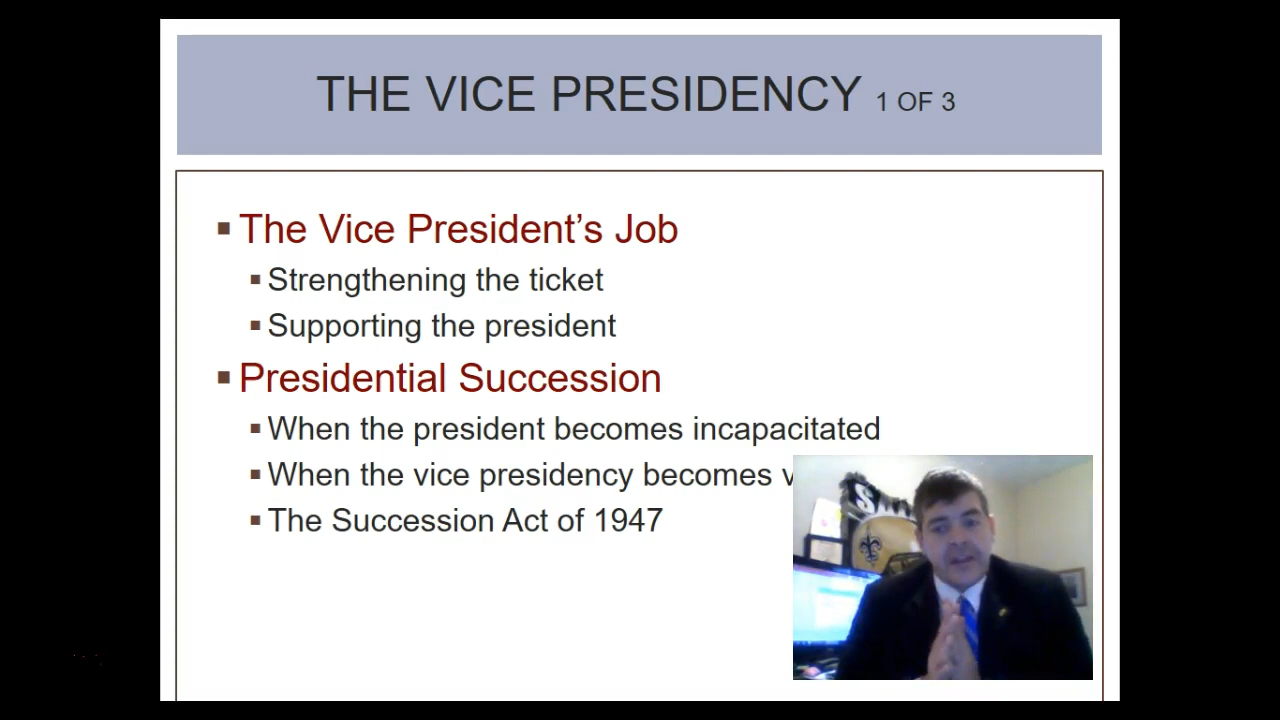 THE VICE PRESIDENCY 1 OF 3
The Vice President’s Job
Strengthening the ticket
Supporting the president
Presidential Succession
When the president becomes incapacitated
When the vice presidency becomes
The Succession Act of 1947